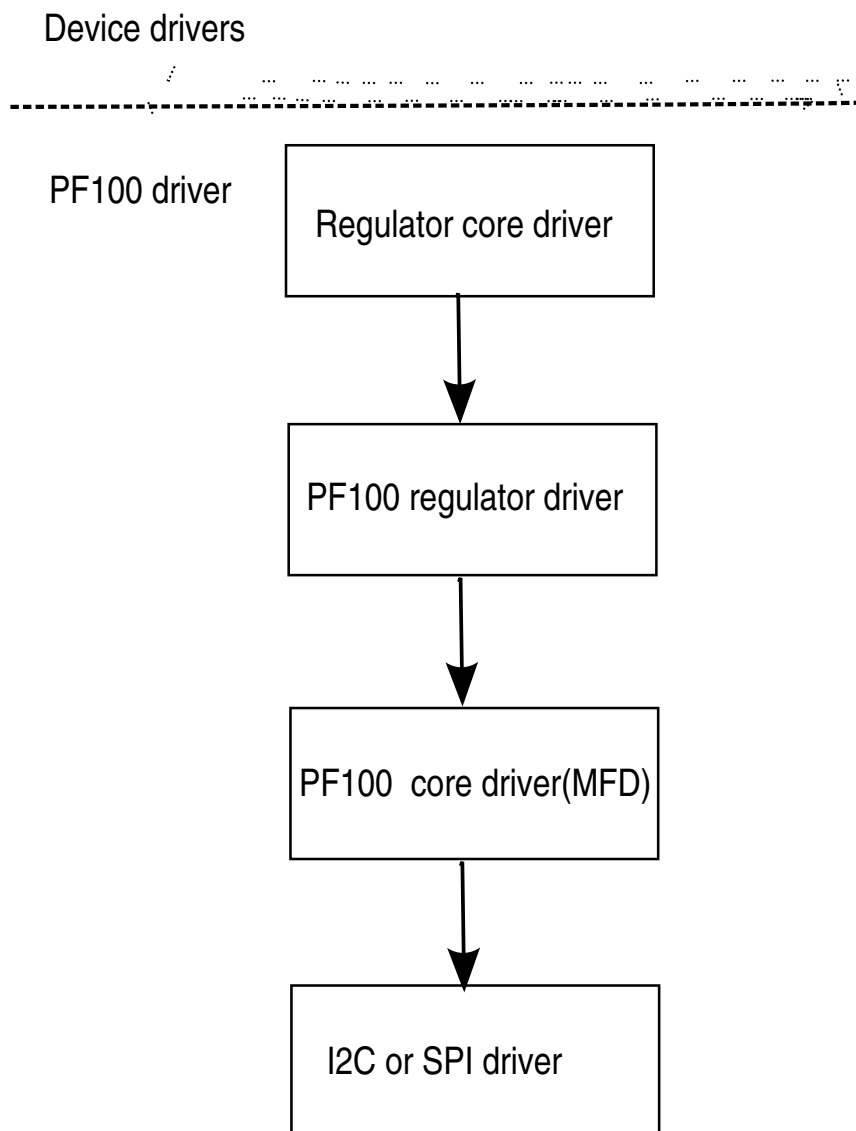 Device drivers
PF100 driver
Regulator core driver
PF100 regulator driver
PF100 core driver(MFD)
I2C or SPI driver